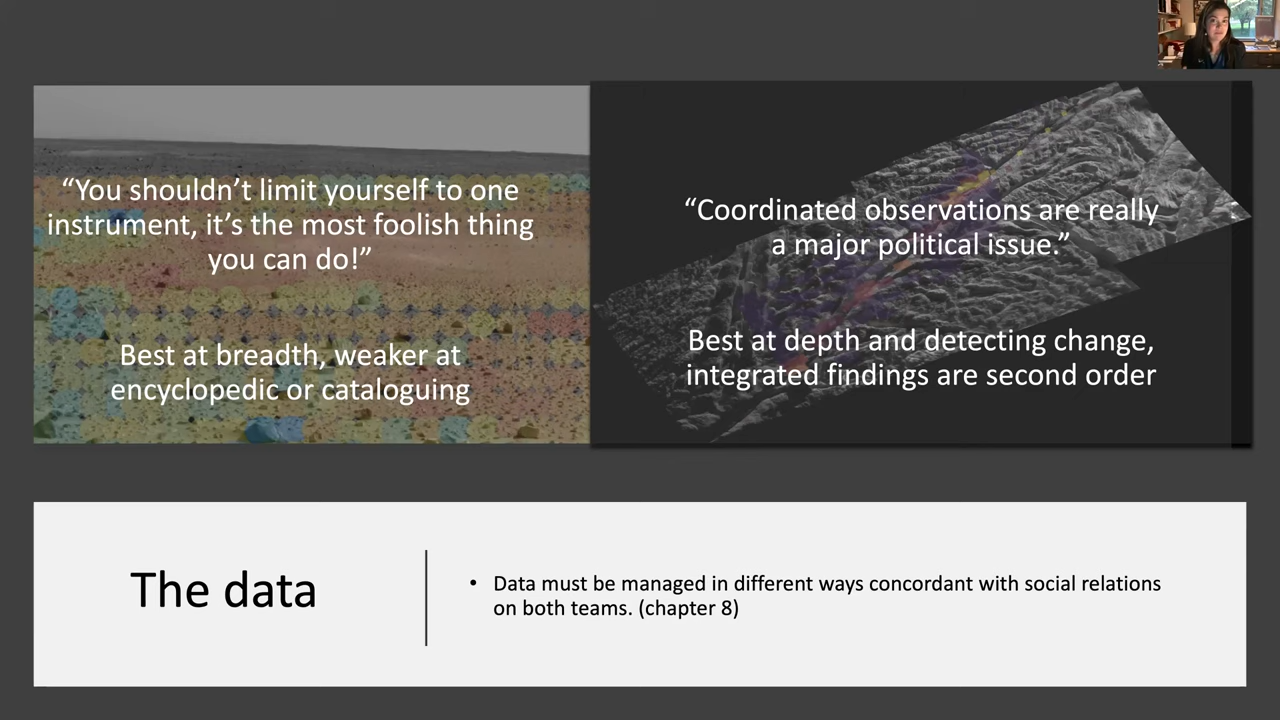 “You shouldn’t limit yourself to one
instrument, it’s the most foolish thing
you can do!”
Best at breadth, weaker at
encyclopedic or cataloguing
“Coordinated observations are really
a major political issue.”
Best at depth and detecting change,
integrated findings are second order
The data
• Data must be managed in different ways concordant with social relations
on both teams. (chapter 8)